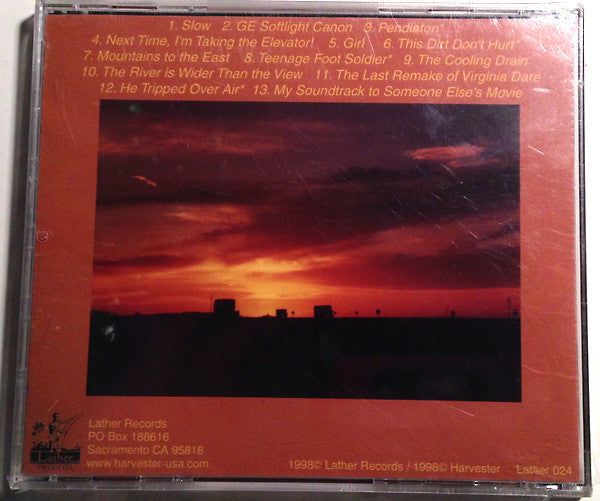 1. Slow 2. GE Softlight Canon 3. Pendleton*
4. Next Time, I'm Taking the Elevator! 5. Girl 6. This Dirt Don't Hurt*
7. Mountains to the East 8. Teenage Foot Soldier* 9. The Cooling Drain
10. The River is Wider Than the View 11. The Last Remake of Virginia Dare
12. He Tripped Over Air* 13. My Soundtrack to Someone Else's Movie
Lather Records
PO Box 188616
Sacramento CA 95818
www.harvester-usa.com
Lather
records
1998© Lather Records / 1998© Harvester Lather 024